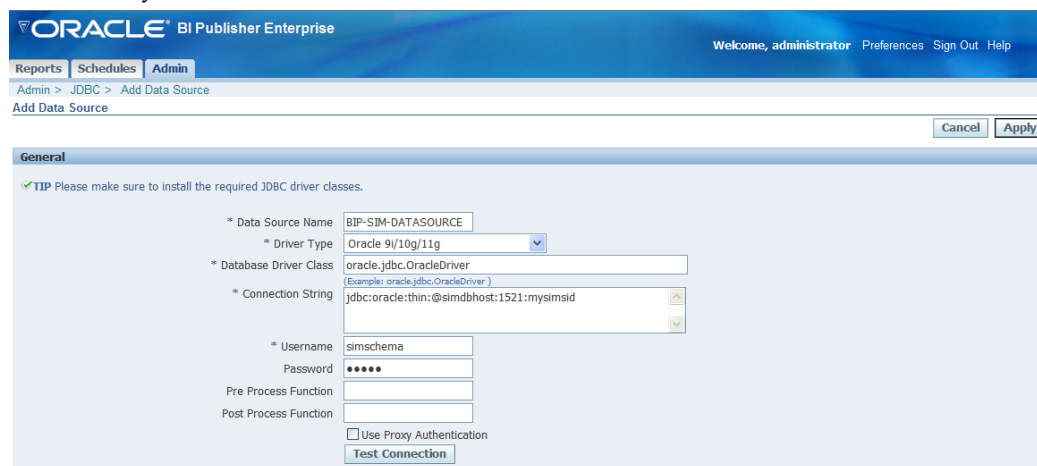 ORACLE BI Publisher Enterprise
Welcome, administrator Preferences Sign Out Help
Reports Schedules Admin
Admin > JDBC > Add Data Source
Add Data Source
Cancel Apply
General
TIP Please make sure to install the required JDBC driver classes.
* Data Source Name BIP-SIM-DATASOURCE
* Driver Type Oracle 9i/10g/11g
* Database Driver Class oracle.jdbc.OracleDriver
(Example: oracle.jdbc.OracleDriver )
* Connection String jdbc:oracle:thin:@simdbhost:1521:mysimsid
* Username simschema
Password •••••
Pre Process Function
Post Process Function
Use Proxy Authentication
Test Connection